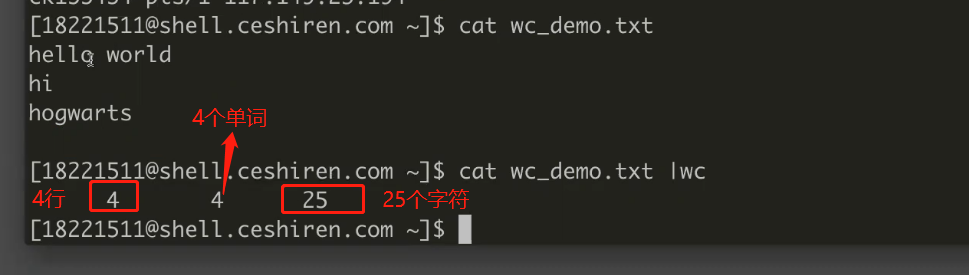 [18221511@shell.ceshiren.com ~]$ cat wc_demo.txt
hello world
hi
hogwarts
4个单词
[18221511@shell.ceshiren.com ~]$ cat wc_demo.txt |wc
4行 4 4 25 25个字符
[18221511@shell.ceshiren.com ~]$